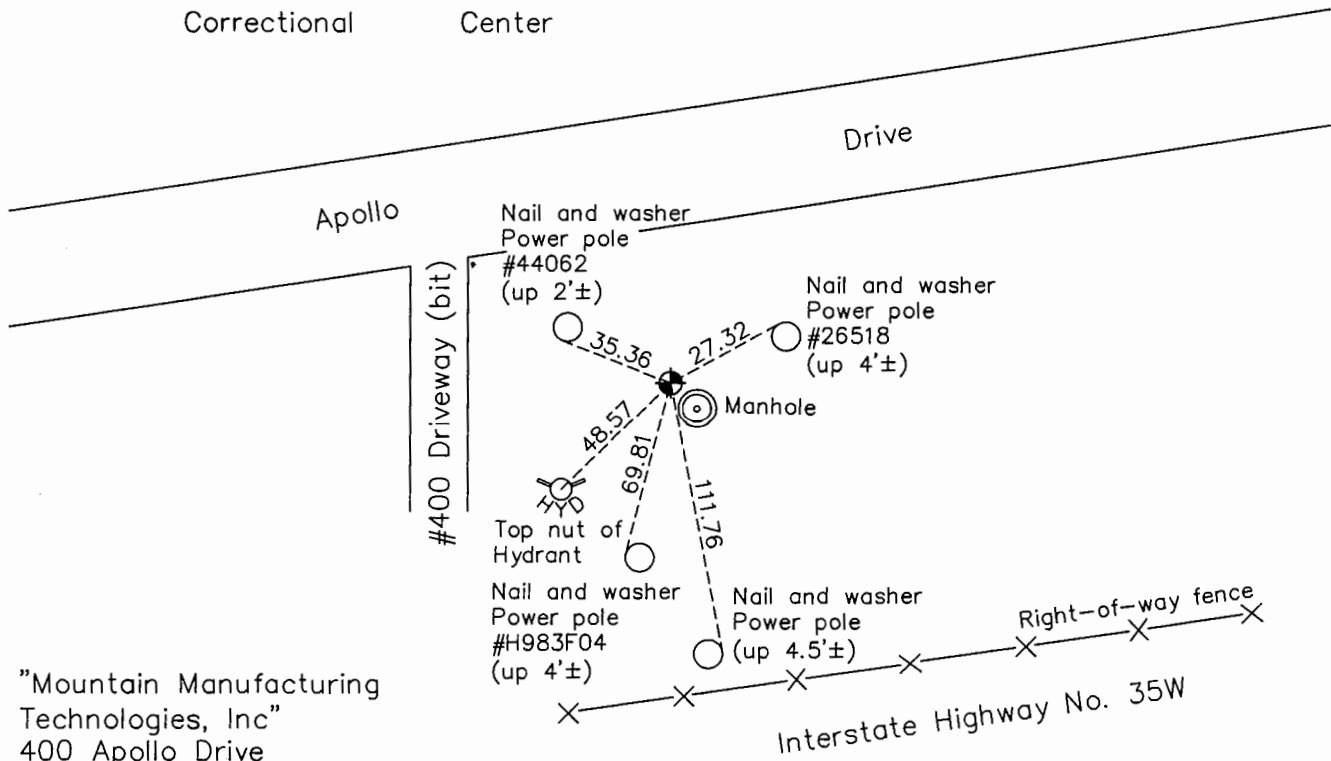 Correctional Center
Drive
Apollo
Nail and washer
Power pole
#44062
(up 2'±)
#400 Driveway (bit)
Nail and washer
Power pole
#26518
(up 4'±)
35.36
27.32
Manhole
48.57
69.81
111.76
HYD
Top nut of
Hydrant
Nail and washer
Power pole
#H983F04
(up 4'±)
Nail and washer
Power pole
(up 4.5'±)
Right-of-way fence
Interstate Highway No. 35W
"Mountain Manufacturing
Technologies, Inc"
400 Apollo Drive